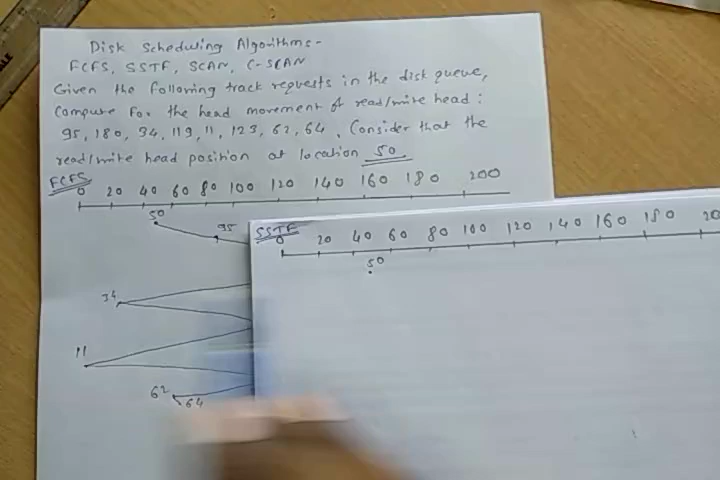 Disk Scheduling Algorithms-
FCFS, SSTF, SCAN, C-SCAN
Given the following track requests in the disk queue,
Compute for the head movement of read/write head:
95, 180, 34, 119, 11, 123, 62, 64. Consider that the
read/write head position at location 50.
FCFS
0 20 40 60 80 100 120 140 160 180 200
50
95
34
11
62
64
SSTF
0 20 40 60 80 100 120 140 160 180 20
50